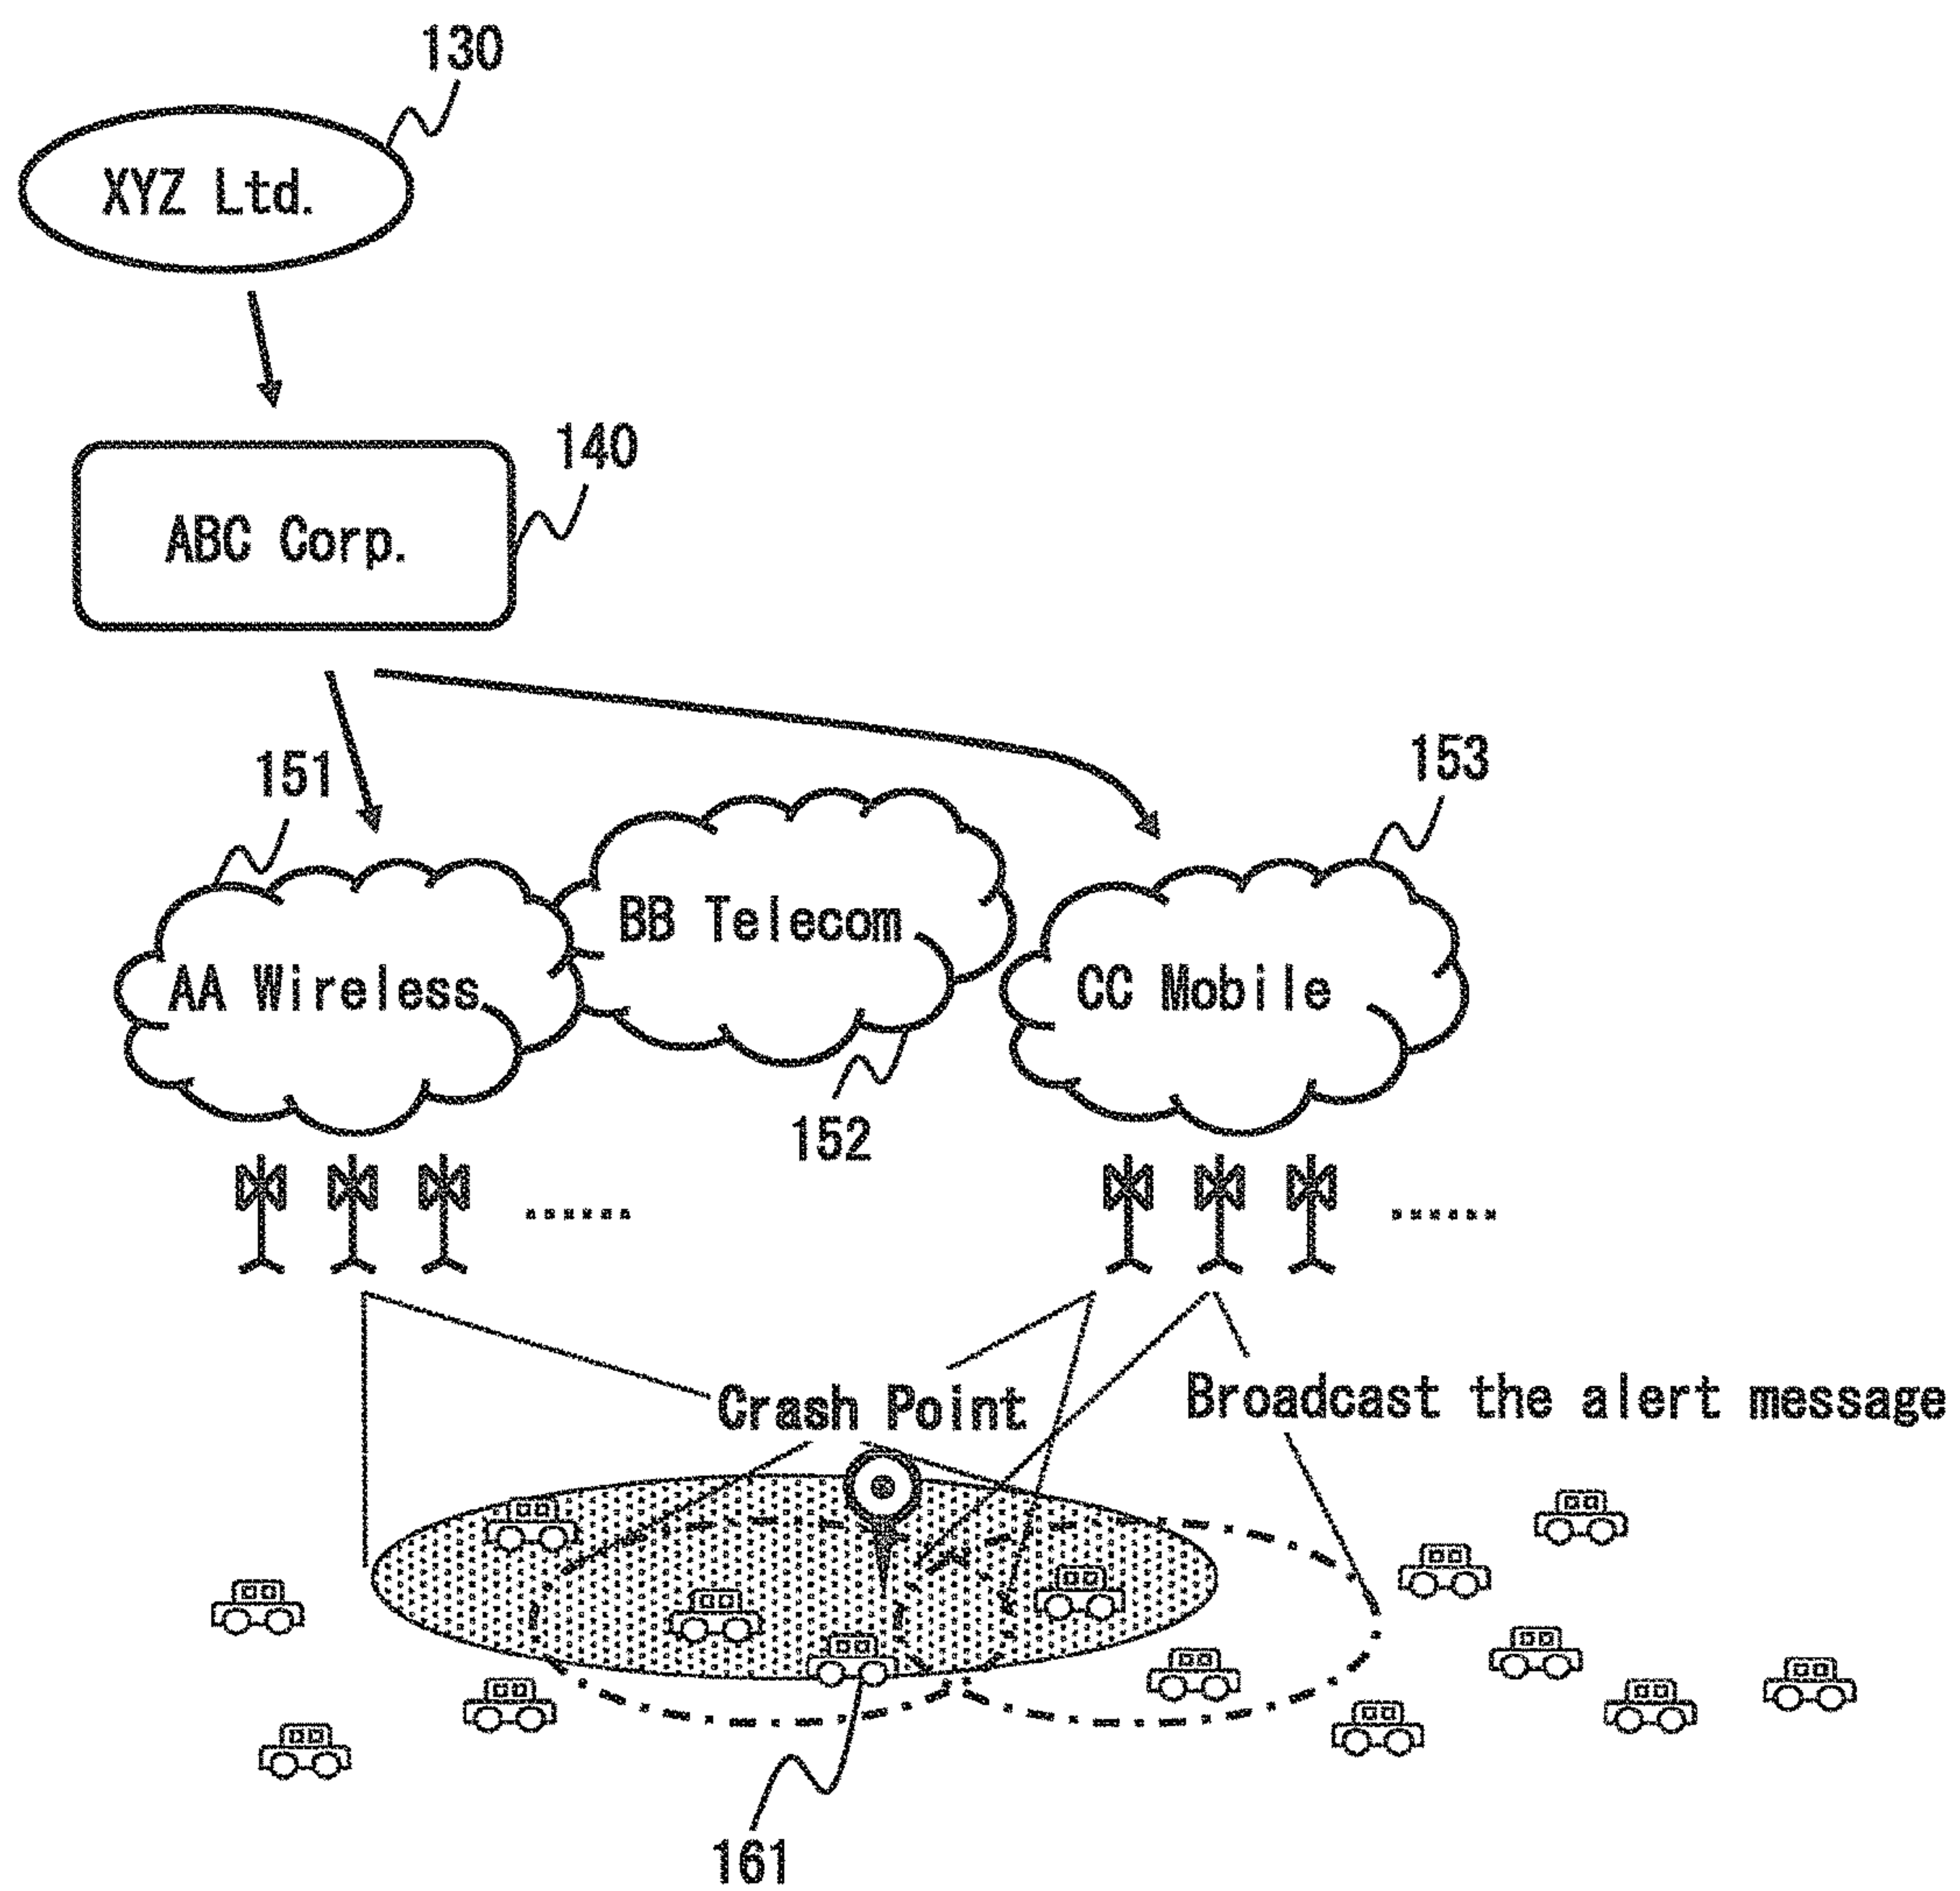 130
XYZ Ltd.
140
ABC Corp.
151
153
BB Telecom
AA Wireless
CC Mobile
152
......
......
Crash Point
Broadcast the alert message
161